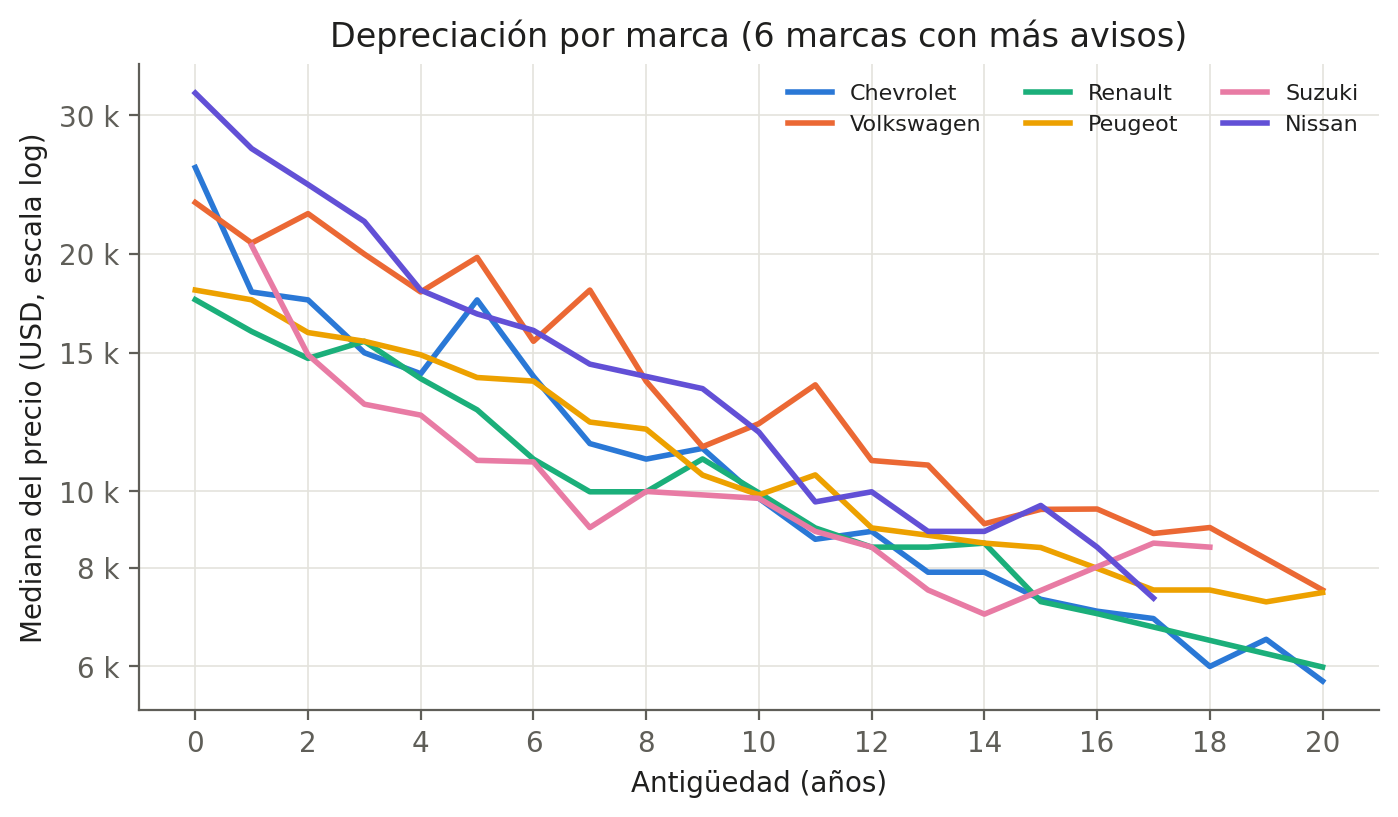 Depreciación por marca (6 marcas con más avisos)
Chevrolet
Volkswagen
Renault
Peugeot
Suzuki
Nissan
Mediana del precio (USD, escala log)
30 k
20 k
15 k
10 k
8 k
6 k
0 2 4 6 8 10 12 14 16 18 20
Antigüedad (años)